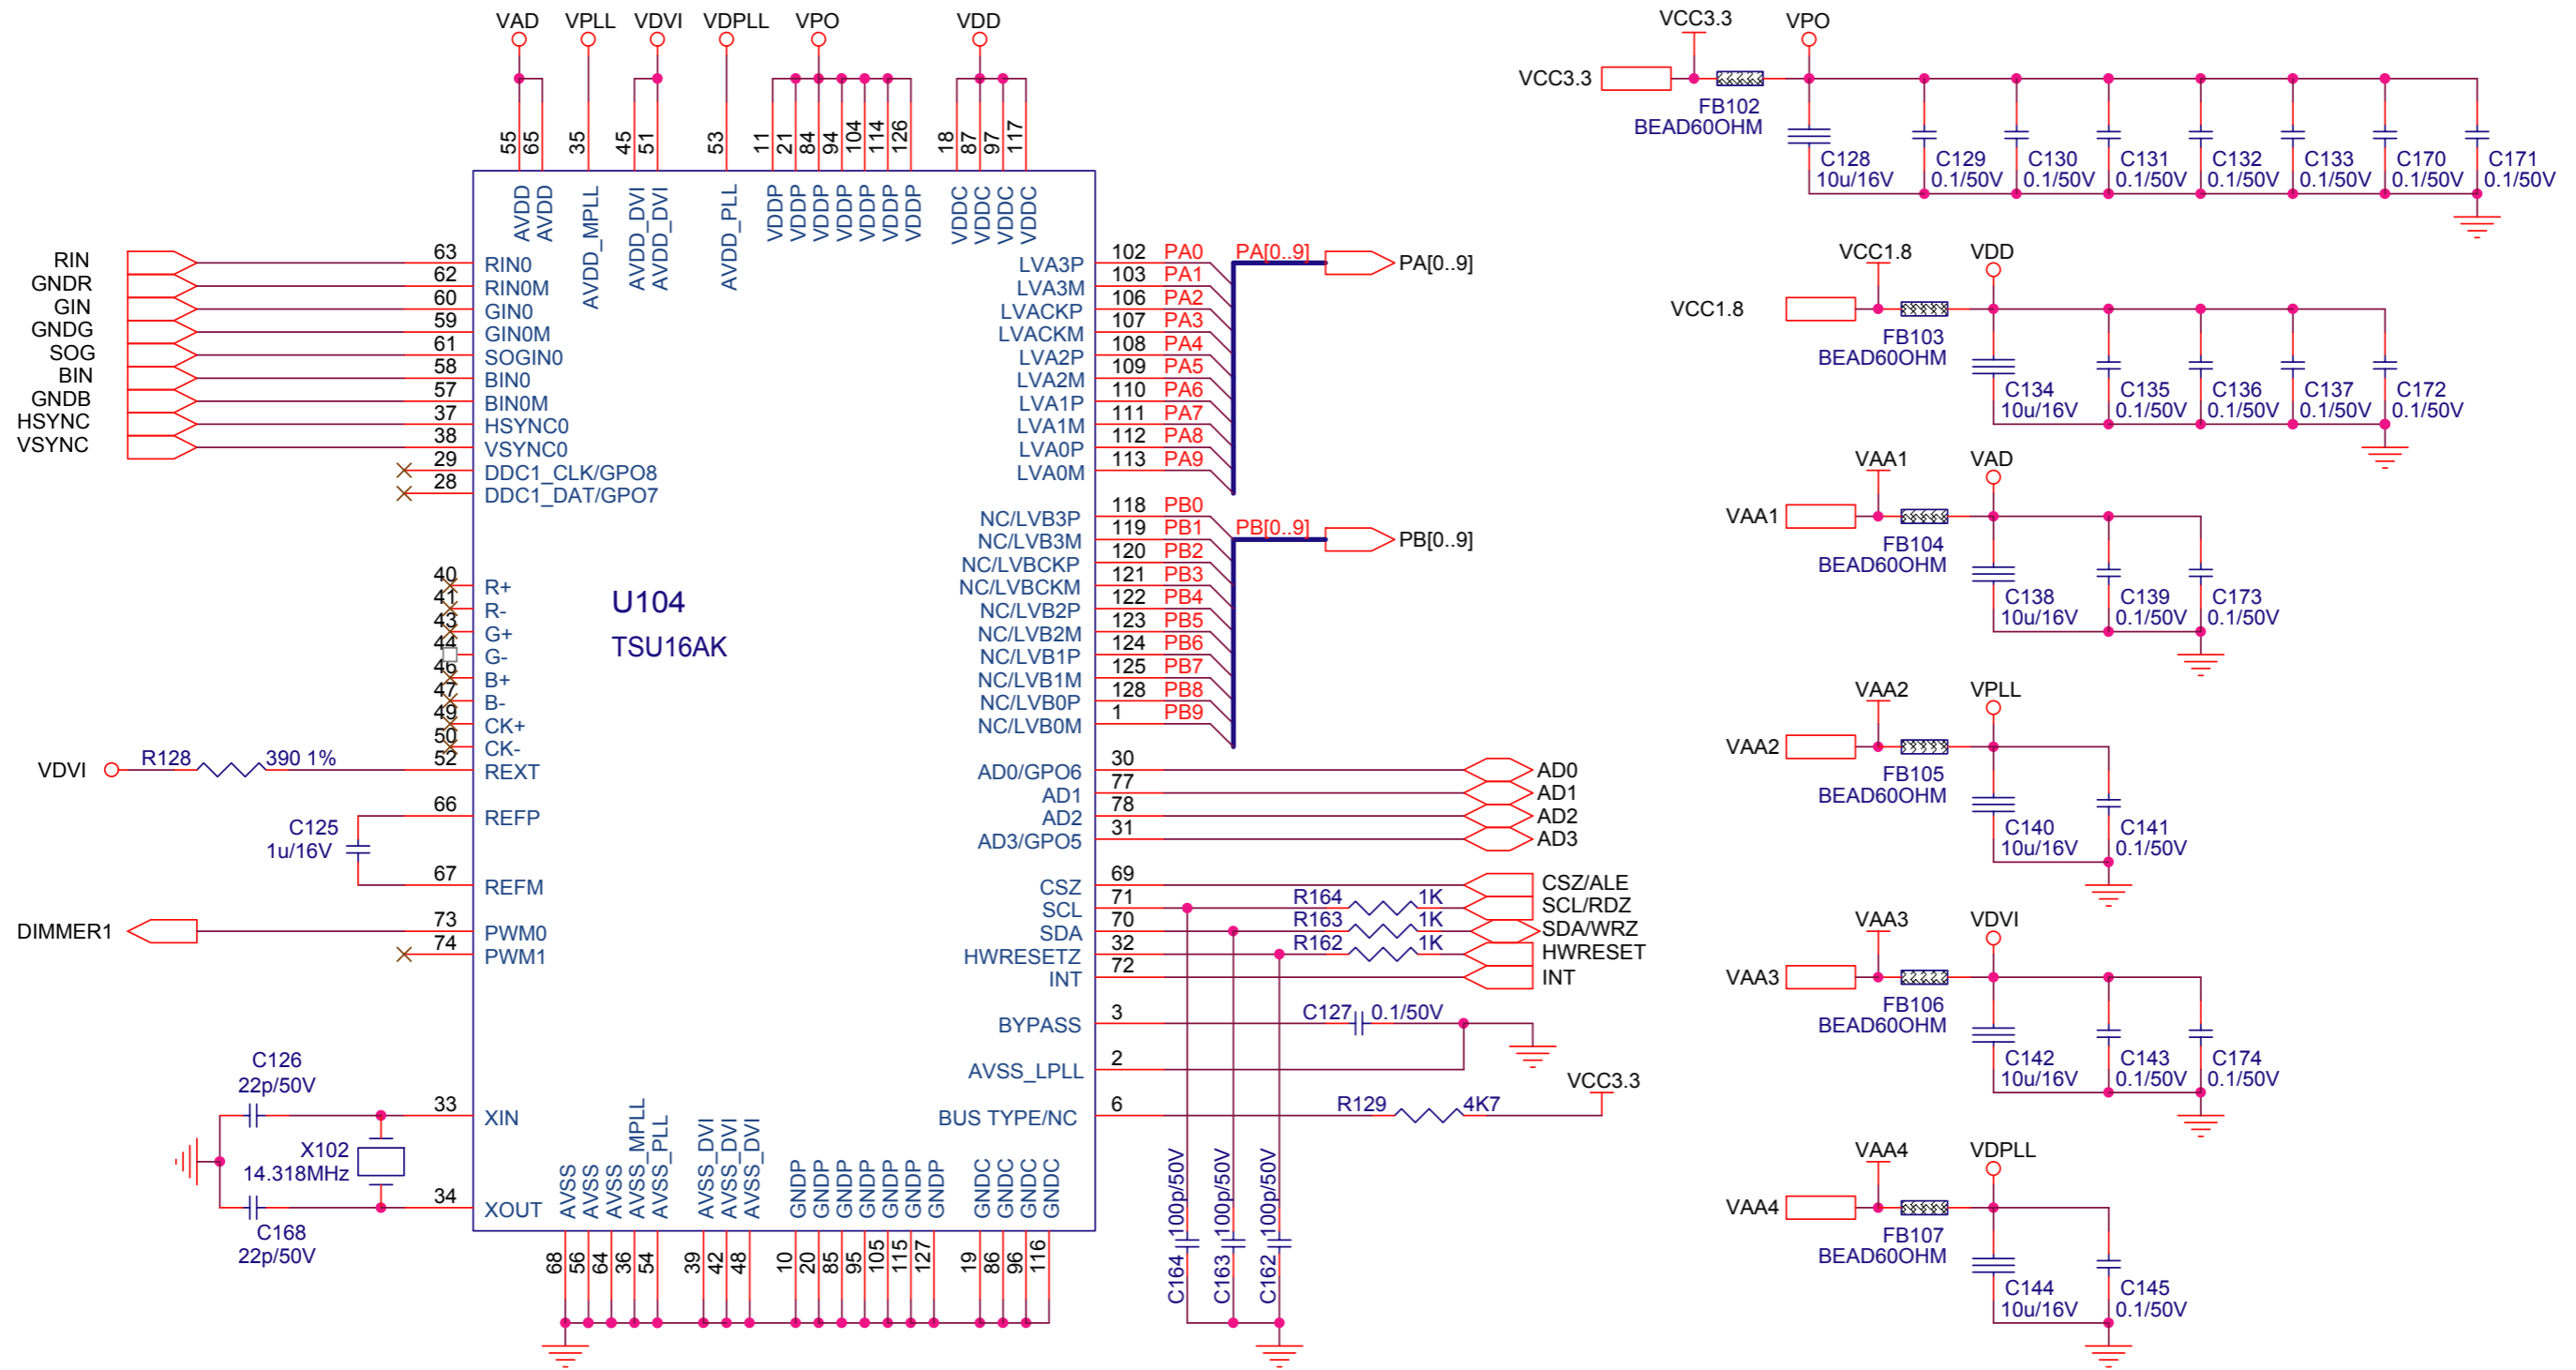 VAD VPLL VDVI VDPLL VPO VDD
55 65 35 45 51 53 11 21 84 94 104 114 126 18 87 97 117
AVDD AVDD AVDD_MPLL AVDD_DVI AVDD_DVI AVDD_PLL VDDP VDDP VDDP VDDP VDDP VDDP VDDP VDDC VDDC VDDC VDDC
RIN 63 RIN0
GNDR 62 RIN0M
GIN 60 GIN0
GNDG 59 GIN0M
SOG 61 SOGIN0
BIN 58 BIN0
GNDB 57 BIN0M
HSYNC 37 HSYNC0
VSYNC 38 VSYNC0
29 DDC1_CLK/GPO8
28 DDC1_DAT/GPO7
40 R+
41 R-
43 G+
44 G-
46 B+
47 B-
49 CK+
50 CK-
VDVI R128 390 1% 52 REXT
66 REFP
C125
1u/16V
67 REFM
DIMMER1 73 PWM0
74 PWM1
C126
22p/50V
33 XIN
X102
14.318MHz
34 XOUT
C168
22p/50V
U104
TSU16AK
LVA3P 102 PA0 PA[0..9] PA[0..9]
LVA3M 103 PA1
LVACKP 106 PA2
LVACKM 107 PA3
LVA2P 108 PA4
LVA2M 109 PA5
LVA1P 110 PA6
LVA1M 111 PA7
LVA0P 112 PA8
LVA0M 113 PA9
NC/LVB3P 118 PB0
NC/LVB3M 119 PB1 PB[0..9] PB[0..9]
NC/LVBCKP 120 PB2
NC/LVBCKM 121 PB3
NC/LVB2P 122 PB4
NC/LVB2M 123 PB5
NC/LVB1P 124 PB6
NC/LVB1M 125 PB7
NC/LVB0P 128 PB8
NC/LVB0M 1 PB9
AD0/GPO6 30 AD0
AD1 77 AD1
AD2 78 AD2
AD3/GPO5 31 AD3
CSZ 69 CSZ/ALE
SCL 71 R164 1K SCL/RDZ
SDA 70 R163 1K SDA/WRZ
HWRESETZ 32 R162 1K HWRESET
INT 72 INT
BYPASS 3 C127 0.1/50V
AVSS_LPLL 2
VCC3.3
BUS TYPE/NC 6 R129 4K7
C164 100p/50V
C163 100p/50V
C162 100p/50V
AVSS AVSS AVSS AVSS_MPLL AVSS_PLL AVSS_DVI AVSS_DVI AVSS_DVI GNDP GNDP GNDP GNDP GNDP GNDP GNDP GNDC GNDC GNDC GNDC
68 56 64 36 54 39 42 48 10 20 85 95 105 115 127 19 86 96 116
VCC3.3 VPO
VCC3.3
FB102
BEAD60OHM
C128 C129 C130 C131 C132 C133 C170 C171
10u/16V 0.1/50V 0.1/50V 0.1/50V 0.1/50V 0.1/50V 0.1/50V 0.1/50V
VCC1.8 VDD
VCC1.8
FB103
BEAD60OHM
C134 C135 C136 C137 C172
10u/16V 0.1/50V 0.1/50V 0.1/50V 0.1/50V
VAA1 VAD
VAA1
FB104
BEAD60OHM
C138 C139 C173
10u/16V 0.1/50V 0.1/50V
VAA2 VPLL
VAA2
FB105
BEAD60OHM
C140 C141
10u/16V 0.1/50V
VAA3 VDVI
VAA3
FB106
BEAD60OHM
C142 C143 C174
10u/16V 0.1/50V 0.1/50V
VAA4 VDPLL
VAA4
FB107
BEAD60OHM
C144 C145
10u/16V 0.1/50V